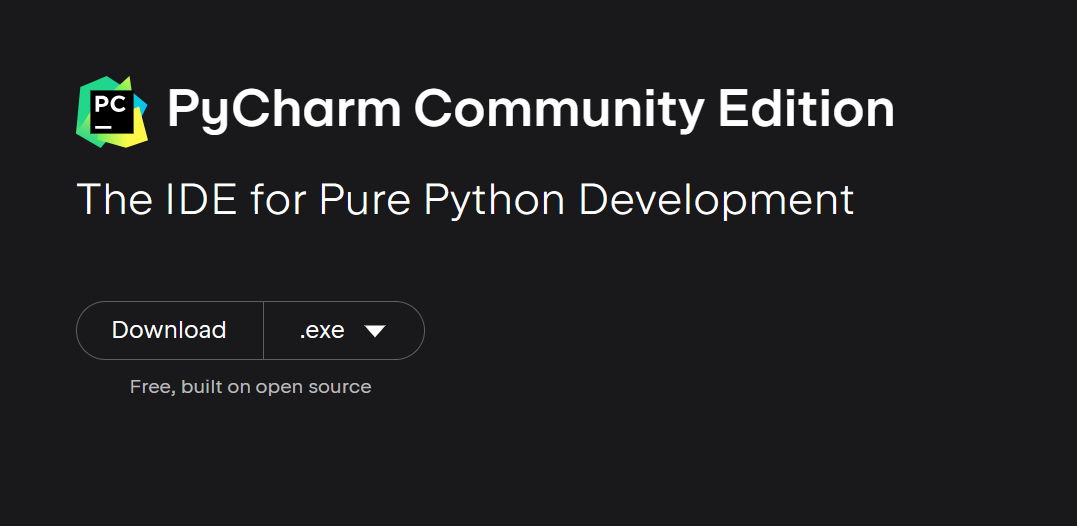 PC
PyCharm Community Edition
The IDE for Pure Python Development
Download .exe
Free, built on open source